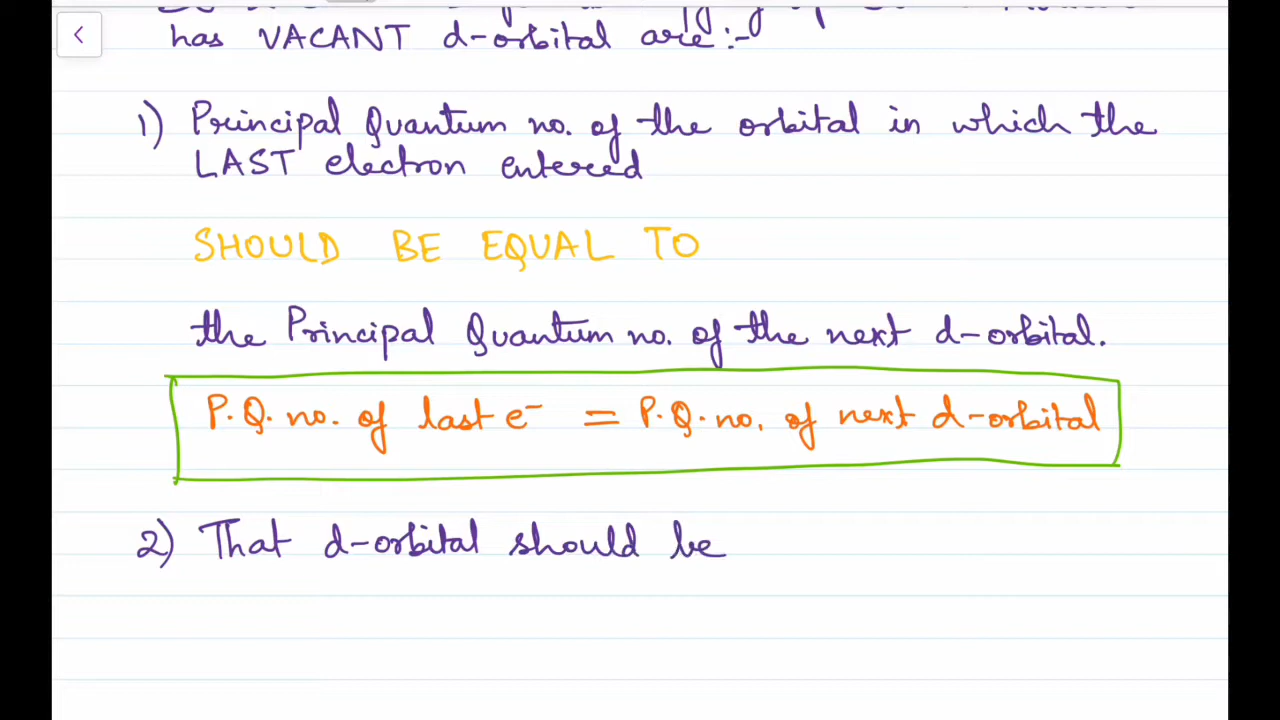 has VACANT d-orbital are:-
1) Principal Quantum no. of the orbital in which the
LAST electron entered
SHOULD BE EQUAL TO
the Principal Quantum no. of the next d-orbital.
P.Q. no. of last e⁻ = P.Q. no. of next d-orbital
2) That d-orbital should be